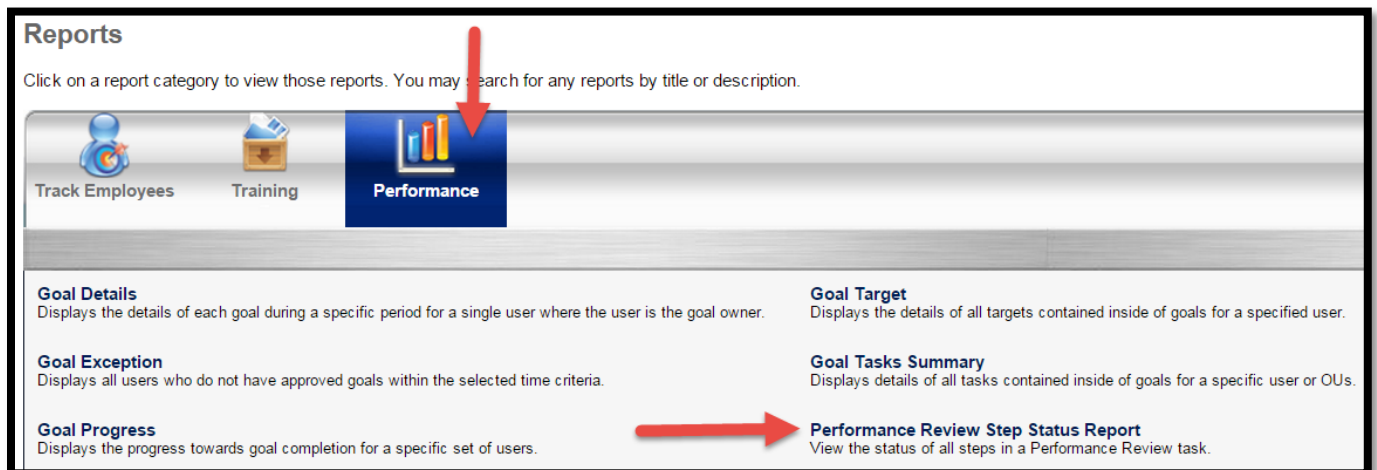 Reports
Click on a report category to view those reports. You may search for any reports by title or description.
Track Employees
Training
Performance
Goal Details
Displays the details of each goal during a specific period for a single user where the user is the goal owner.
Goal Target
Displays the details of all targets contained inside of goals for a specified user.
Goal Exception
Displays all users who do not have approved goals within the selected time criteria.
Goal Tasks Summary
Displays details of all tasks contained inside of goals for a specific user or OUs.
Goal Progress
Displays the progress towards goal completion for a specific set of users.
Performance Review Step Status Report
View the status of all steps in a Performance Review task.